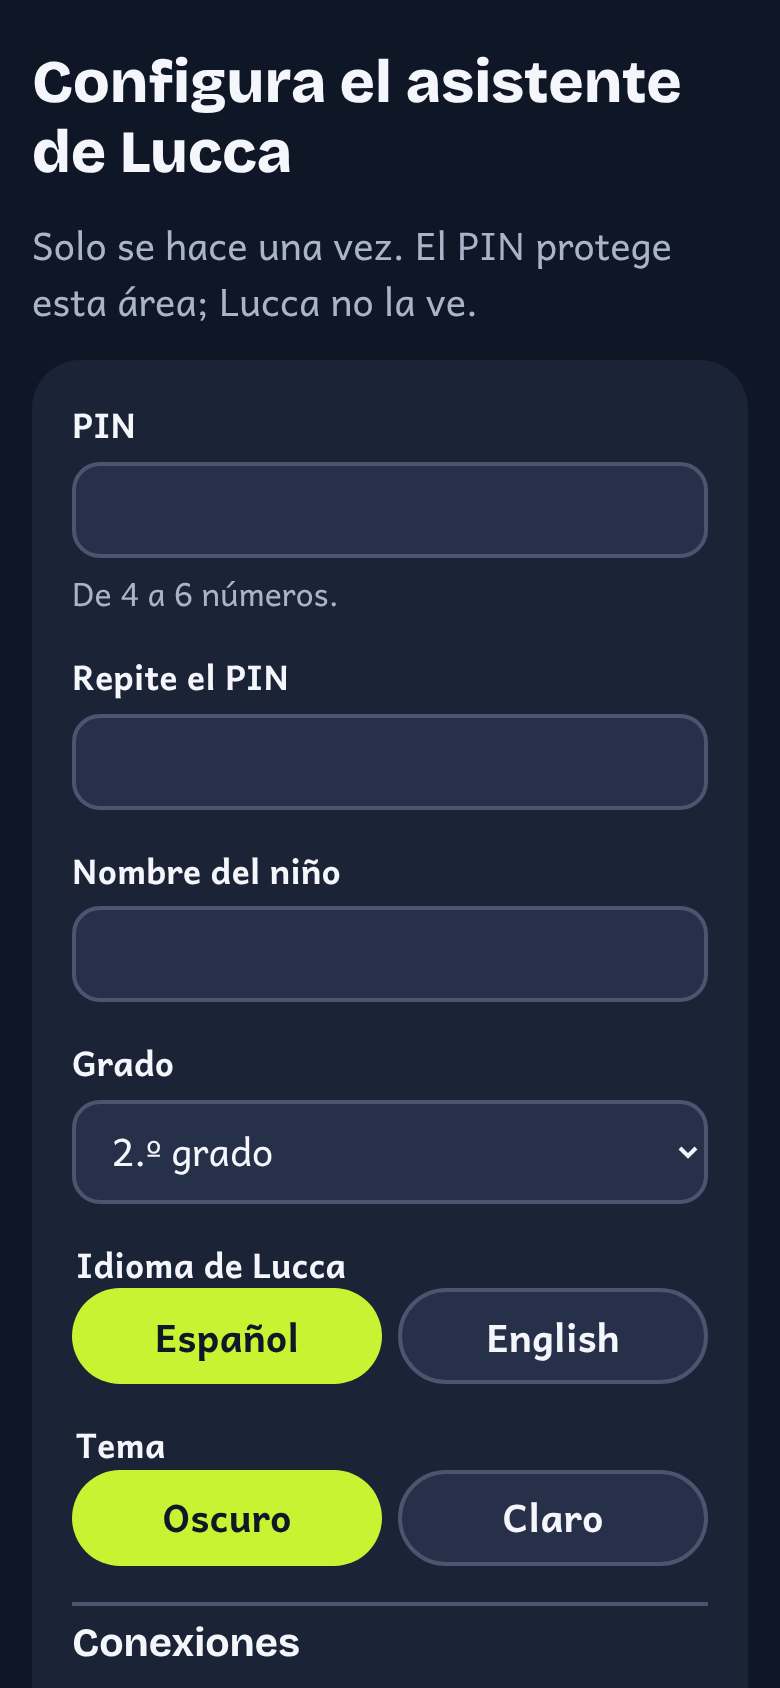 Configura el asistente
de Lucca
Solo se hace una vez. El PIN protege
esta área; Lucca no la ve.
PIN
De 4 a 6 números.
Repite el PIN
Nombre del niño
Grado
2.º grado
Idioma de Lucca
Español
English
Tema
Oscuro
Claro
Conexiones